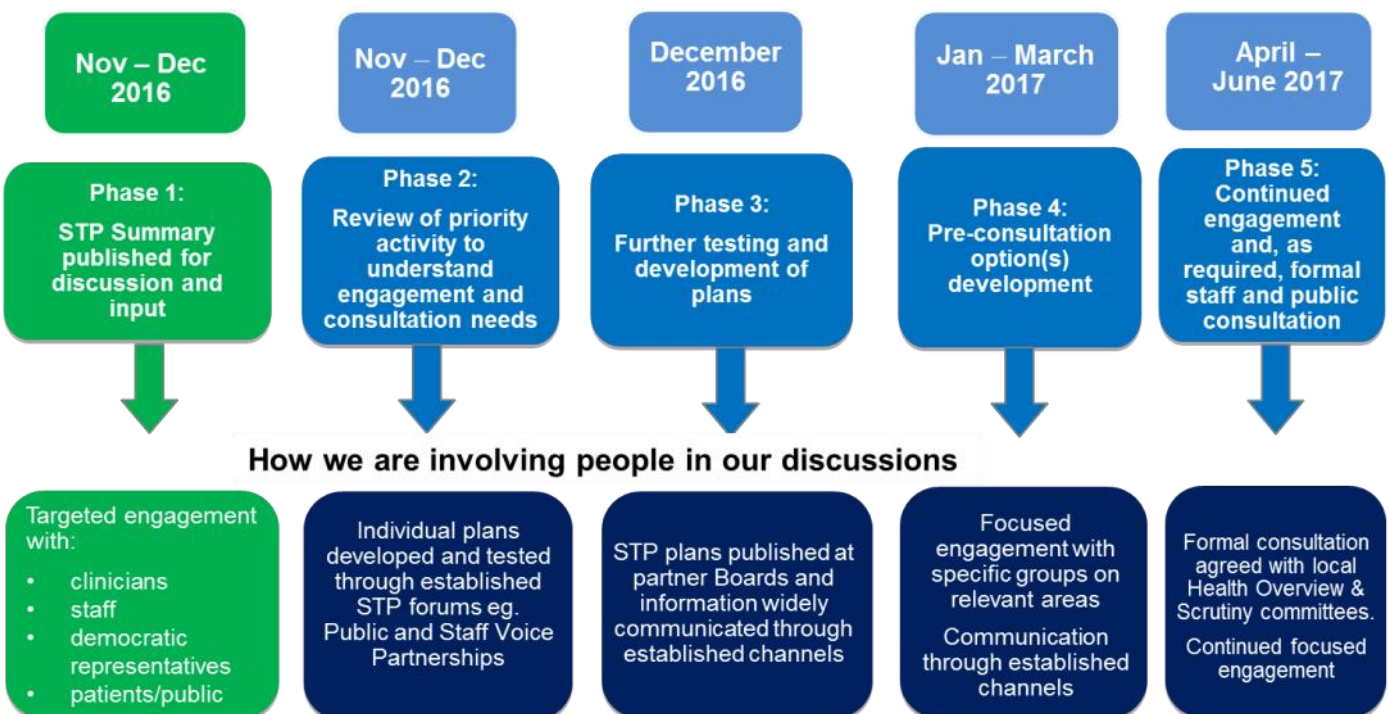 Nov – Dec
2016
Nov – Dec
2016
December
2016
Jan – March
2017
April –
June 2017
Phase 1:
STP Summary
published for
discussion and
input
Phase 2:
Review of priority
activity to
understand
engagement and
consultation needs
Phase 3:
Further testing and
development of
plans
Phase 4:
Pre-consultation
option(s)
development
Phase 5:
Continued
engagement
and, as
required, formal
staff and public
consultation
How we are involving people in our discussions
Targeted engagement
with:
• clinicians
• staff
• democratic
representatives
• patients/public
Individual plans
developed and tested
through established
STP forums eg.
Public and Staff Voice
Partnerships
STP plans published at
partner Boards and
information widely
communicated through
established channels
Focused
engagement with
specific groups on
relevant areas
Communication
through established
channels
Formal consultation
agreed with local
Health Overview &
Scrutiny committees.
Continued focused
engagement